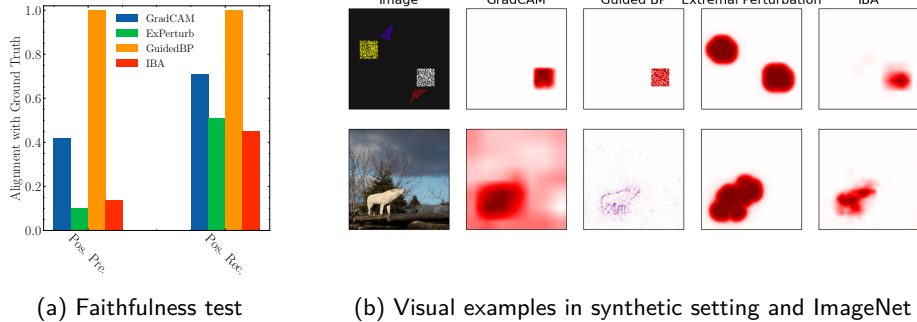 Image GradCAM Guided BP Extremal Perturbation IBA
1.0
0.8
0.6
0.4
0.2
0.0
Alignment with Ground Truth
GradCAM
ExPerturb
GuidedBP
IBA
Pos. Pre.
Pos. Rec.
(a) Faithfulness test
(b) Visual examples in synthetic setting and ImageNet